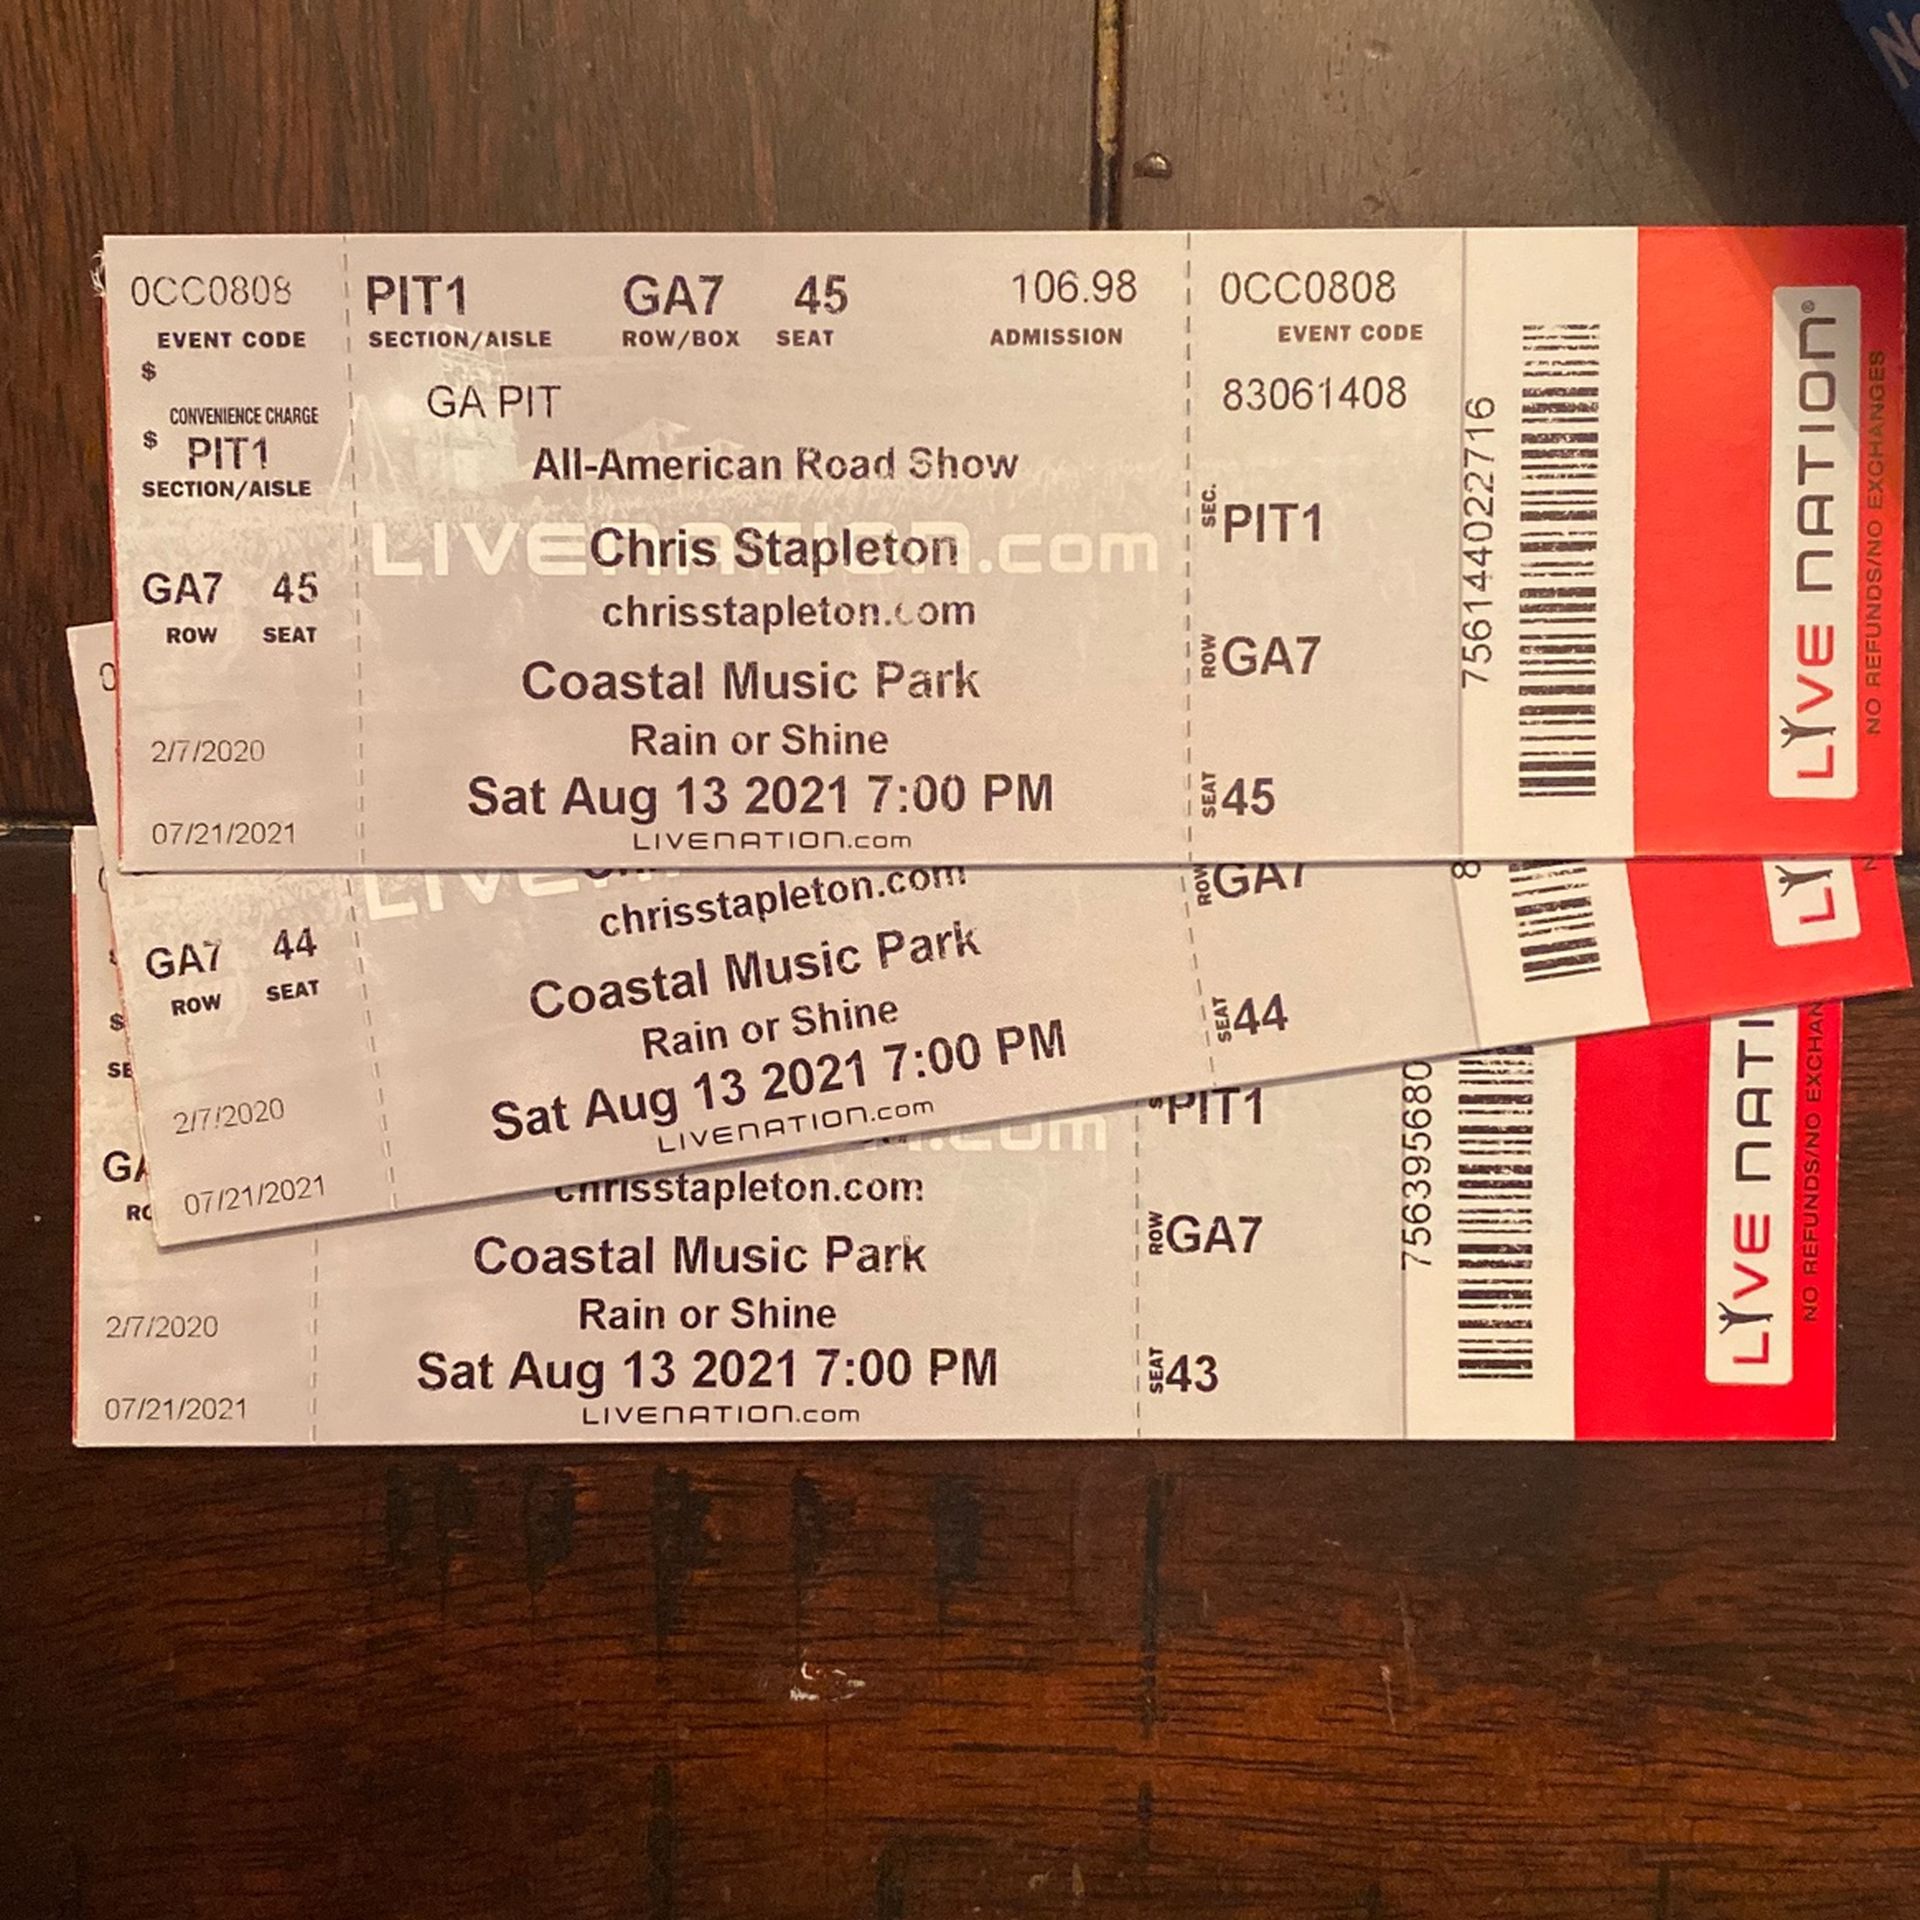 0CC0808 PIT1 GA7 45 106.98 0CC0808
EVENT CODE SECTION/AISLE ROW/BOX SEAT ADMISSION EVENT CODE
$
GA PIT 83061408
CONVENIENCE CHARGE
$ PIT1
SECTION/AISLE
All-American Road Show
LIVENATION.com
Chris Stapleton
SEC. PIT1
GA7 45
ROW SEAT
chrisstapleton.com
Coastal Music Park
ROW GA7
2/7/2020
Rain or Shine
Sat Aug 13 2021 7:00 PM
SEAT 45
07/21/2021
LIVENATION.com
756144022716
LIVE NATION®
NO REFUNDS/NO EXCHANGES
GA7 44
ROW SEAT
chrisstapleton.com
ROW GA7
8
Coastal Music Park
Rain or Shine
SEAT 44
2/7/2020
Sat Aug 13 2021 7:00 PM
07/21/2021
LIVENATION.com
$
PIT1
chrisstapleton.com
Coastal Music Park
ROW GA7
2/7/2020
Rain or Shine
Sat Aug 13 2021 7:00 PM
SEAT 43
07/21/2021
LIVENATION.com
756395680
LIVE NATI
NO REFUNDS/NO EXCHAN